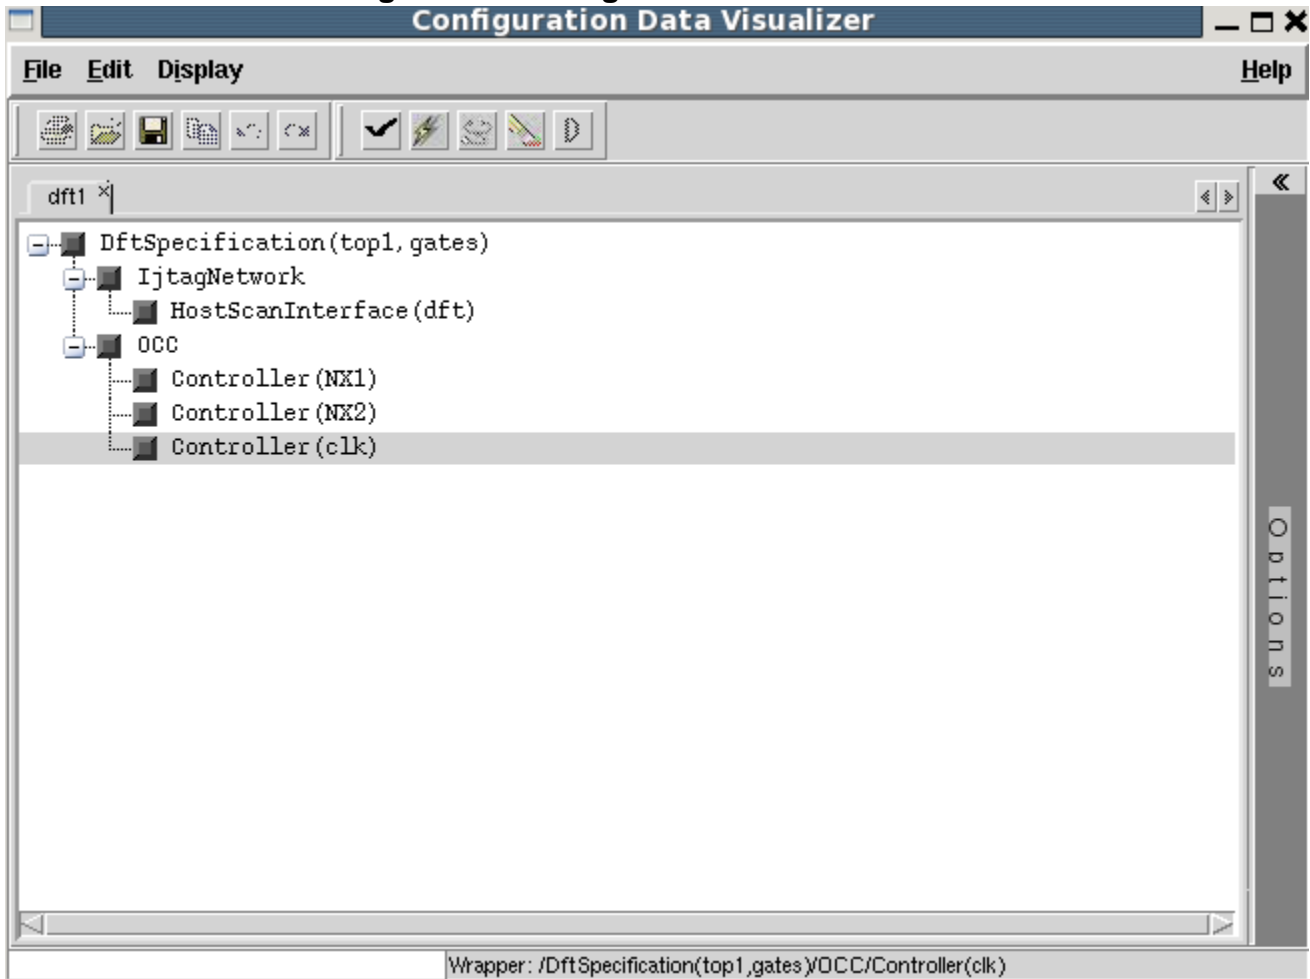 Configuration Data Visualizer
File Edit Display Help
dft1
DftSpecification(top1,gates)
IjtagNetwork
HostScanInterface(dft)
OCC
Controller(NX1)
Controller(NX2)
Controller(clk)
Options
Wrapper: /DftSpecification(top1,gates)/OCC/Controller(clk)